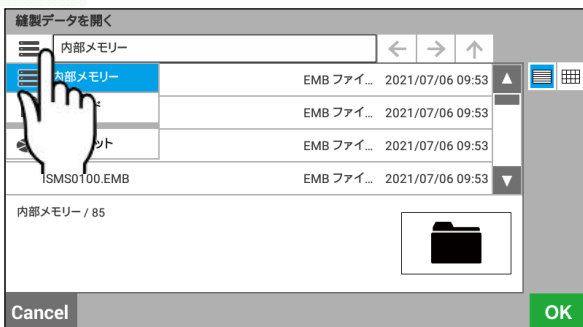 縫製データを開く
内部メモリー
内部メモリー
EMB ファイ... 2021/07/06 09:53
EMB ファイ... 2021/07/06 09:53
ット EMB ファイ... 2021/07/06 09:53
ISMS0100.EMB EMB ファイ... 2021/07/06 09:53
内部メモリー / 85
Cancel
OK